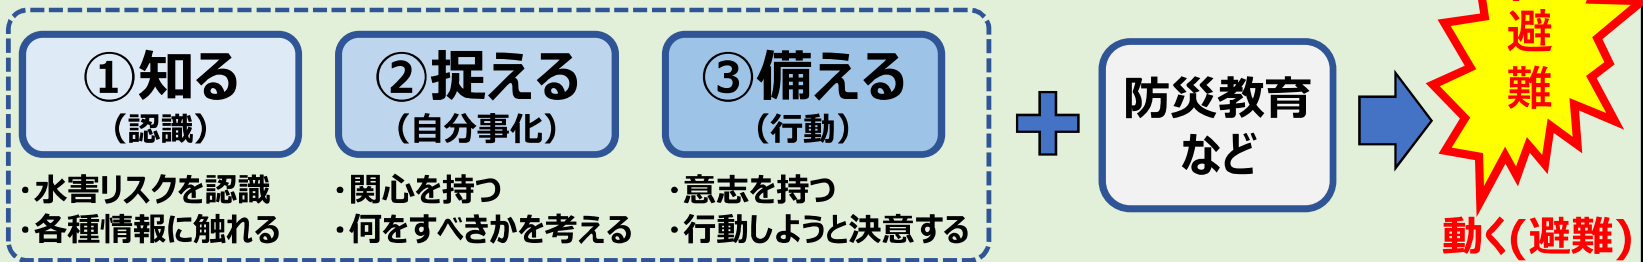 ①知る
（認識）
・水害リスクを認識
・各種情報に触れる
②捉える
（自分事化）
・関心を持つ
・何をすべきかを考える
③備える
（行動）
・意志を持つ
・行動しようと決意する
防災教育
など
避
難
動く(避難)